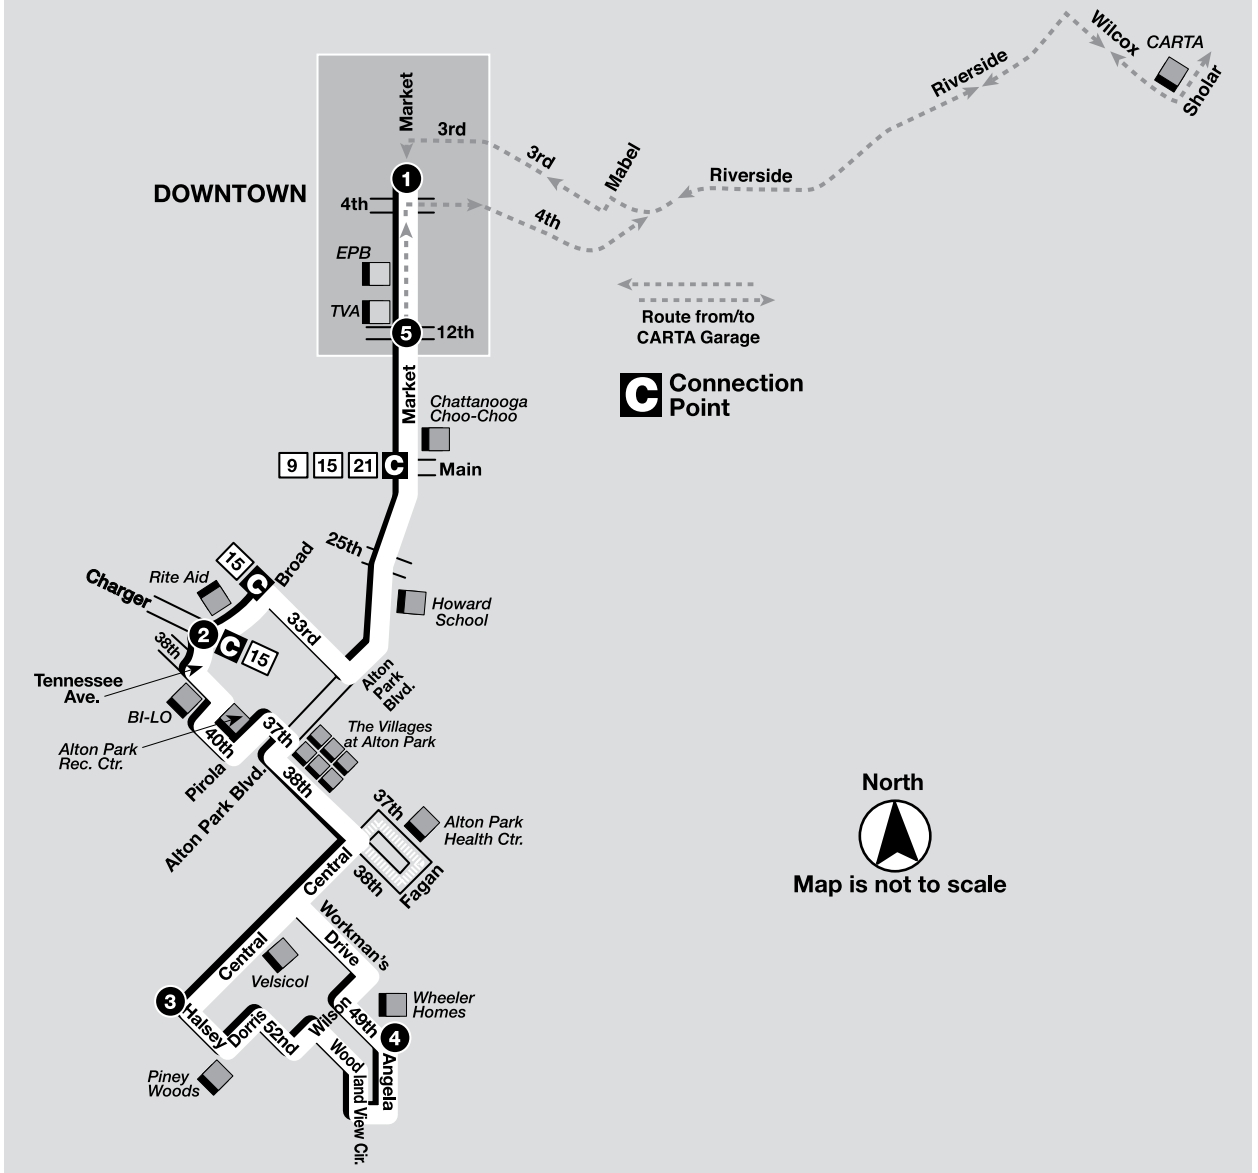 Wilcox
CARTA
Sholar
Riverside
Market
3rd
3rd
Mabel
Riverside
1
DOWNTOWN
4th
4th
EPB
TVA
5
12th
Route from/to
CARTA Garage
C
Connection
Point
Market
Chattanooga
Choo-Choo
9
15
21
C
Main
25th
15
C
Broad
Rite Aid
Charger
Howard
School
33rd
2
C
15
38th
Tennessee
Ave.
Alton
Park
Blvd.
BI-LO
37th
The Villages
at Alton Park
40th
Alton Park
Rec. Ctr.
Pirola
Alton Park Blvd.
38th
37th
Alton Park
Health Ctr.
38th
Fagan
Central
North
Map is not to scale
Workman's
Drive
Central
Velsicol
3
Halsey
Dorris
52nd
Wilson
49th
Wheeler
Homes
4
Angela
Wood
land View Cir.
Piney
Woods